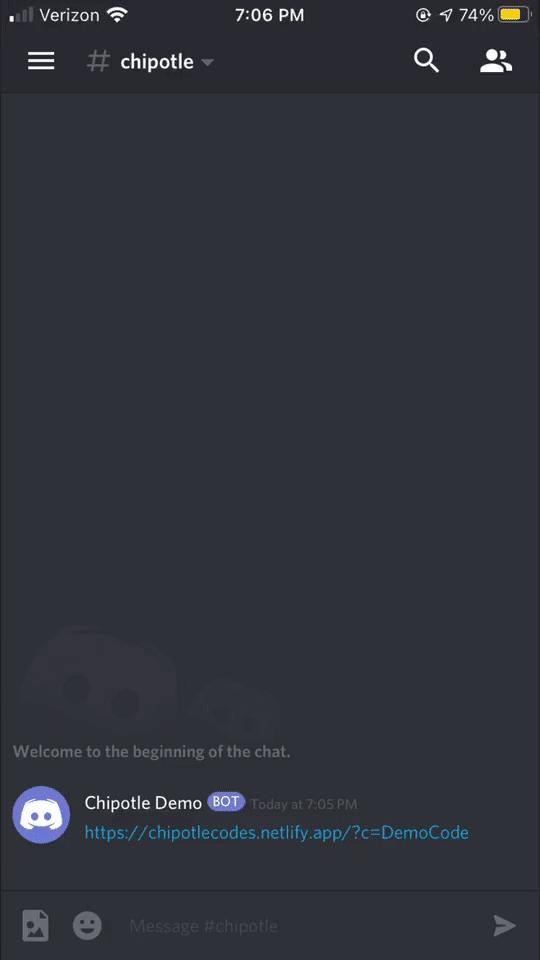 Verizon 7:06 PM 74%
# chipotle
Welcome to the beginning of the chat.
Chipotle Demo BOT Today at 7:05 PM
https://chipotlecodes.netlify.app/?c=DemoCode
Message #chipotle